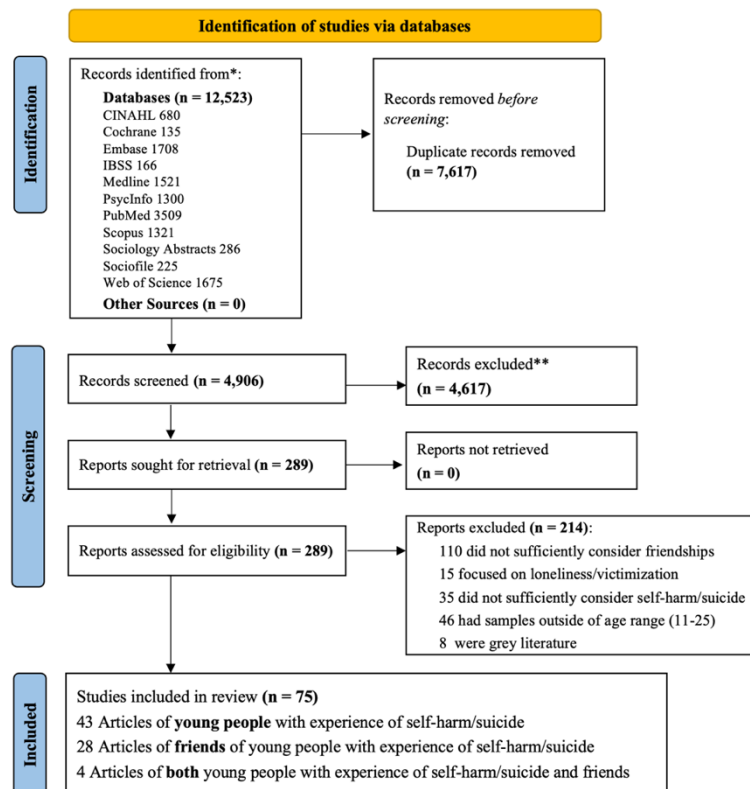 Identification of studies via databases
Identification
Records identified from*:
Databases (n = 12,523)
CINAHL 680
Cochrane 135
Embase 1708
IBSS 166
Medline 1521
PsycInfo 1300
PubMed 3509
Scopus 1321
Sociology Abstracts 286
Sociofile 225
Web of Science 1675
Other Sources (n = 0)
Records removed before
screening:
Duplicate records removed
(n = 7,617)
Screening
Records screened (n = 4,906)
Records excluded**
(n = 4,617)
Reports sought for retrieval (n = 289)
Reports not retrieved
(n = 0)
Reports assessed for eligibility (n = 289)
Reports excluded (n = 214):
110 did not sufficiently consider friendships
15 focused on loneliness/victimization
35 did not sufficiently consider self-harm/suicide
46 had samples outside of age range (11-25)
8 were grey literature
Included
Studies included in review (n = 75)
43 Articles of young people with experience of self-harm/suicide
28 Articles of friends of young people with experience of self-harm/suicide
4 Articles of both young people with experience of self-harm/suicide and friends